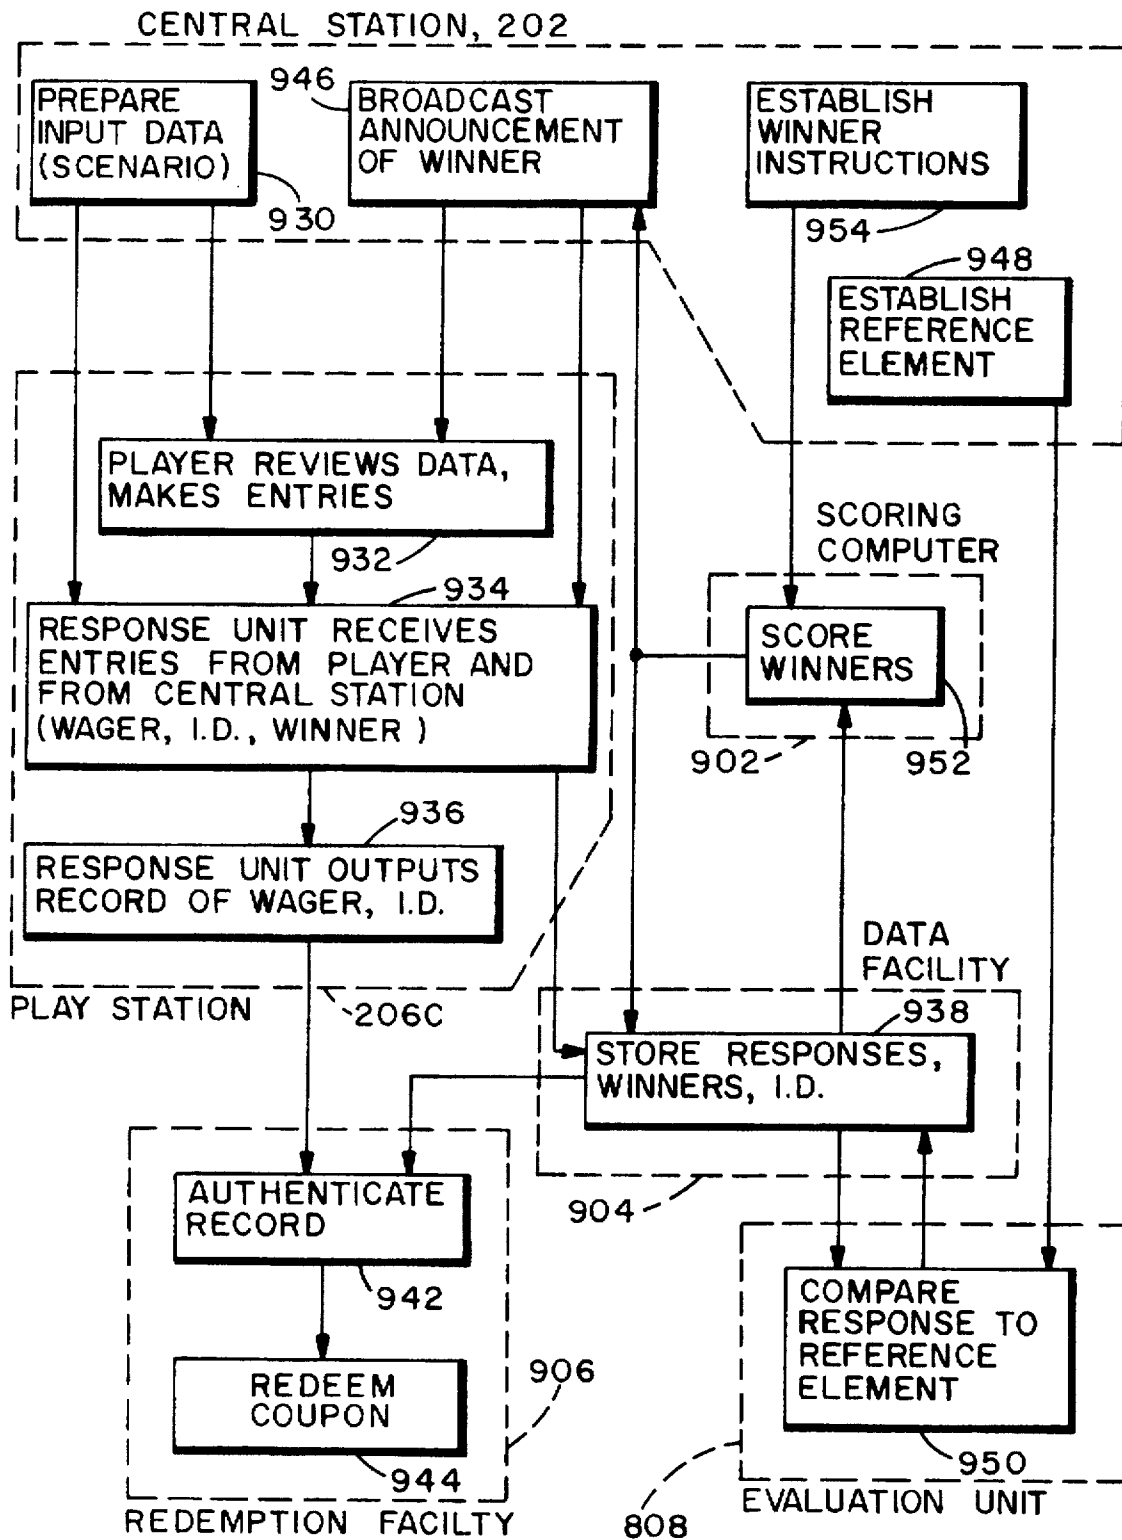 CENTRAL STATION, 202
PREPARE
INPUT DATA
(SCENARIO)
930
946
BROADCAST
ANNOUNCEMENT
OF WINNER
ESTABLISH
WINNER
INSTRUCTIONS
954
948
ESTABLISH
REFERENCE
ELEMENT
PLAYER REVIEWS DATA,
MAKES ENTRIES
932
934
RESPONSE UNIT RECEIVES
ENTRIES FROM PLAYER AND
FROM CENTRAL STATION
(WAGER, I.D., WINNER )
SCORING
COMPUTER
SCORE
WINNERS
902
952
936
RESPONSE UNIT OUTPUTS
RECORD OF WAGER, I.D.
PLAY STATION
206C
DATA
FACILITY
938
STORE RESPONSES,
WINNERS, I.D.
904
AUTHENTICATE
RECORD
942
REDEEM
COUPON
944
906
REDEMPTION FACILTY
COMPARE
RESPONSE TO
REFERENCE
ELEMENT
950
EVALUATION UNIT
808